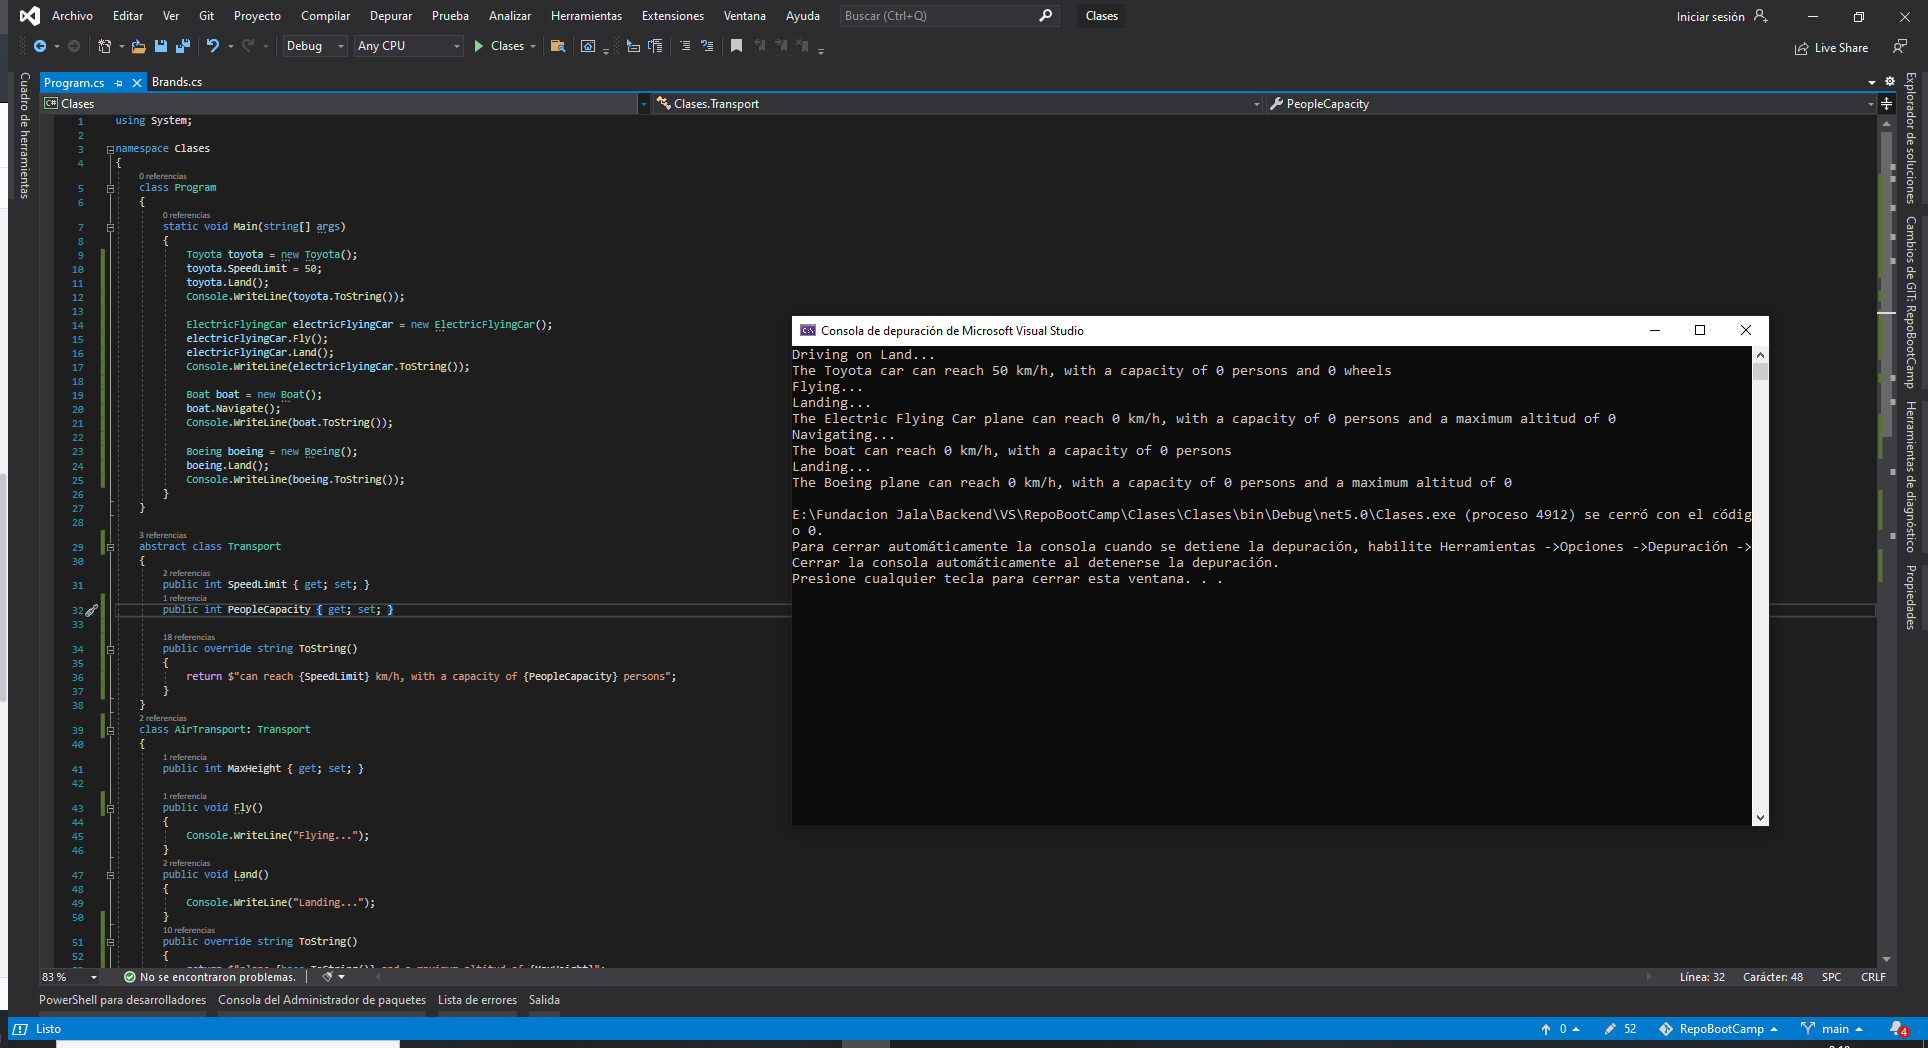 Archivo Editar Ver Git Proyecto Compilar Depurar Prueba Analizar Herramientas Extensiones Ventana Ayuda Buscar (Ctrl+Q) Clases Iniciar sesión
Debug Any CPU Clases Live Share
Cuadro de herramientas
Program.cs Brands.cs
C# Clases Clases.Transport PeopleCapacity
1 using System;
2
3 namespace Clases
4 {
0 referencias
5 class Program
6 {
0 referencias
7 static void Main(string[] args)
8 {
9 Toyota toyota = new Toyota();
10 toyota.SpeedLimit = 50;
11 toyota.Land();
12 Console.WriteLine(toyota.ToString());
13
14 ElectricFlyingCar electricFlyingCar = new ElectricFlyingCar();
15 electricFlyingCar.Fly();
16 electricFlyingCar.Land();
17 Console.WriteLine(electricFlyingCar.ToString());
18
19 Boat boat = new Boat();
20 boat.Navigate();
21 Console.WriteLine(boat.ToString());
22
23 Boeing boeing = new Boeing();
24 boeing.Land();
25 Console.WriteLine(boeing.ToString());
26 }
27 }
28
3 referencias
29 abstract class Transport
30 {
2 referencias
31 public int SpeedLimit { get; set; }
1 referencia
32 public int PeopleCapacity { get; set; }
33
18 referencias
34 public override string ToString()
35 {
36 return $"can reach {SpeedLimit} km/h, with a capacity of {PeopleCapacity} persons";
37 }
38 }
2 referencias
39 class AirTransport: Transport
40 {
1 referencia
41 public int MaxHeight { get; set; }
42
1 referencia
43 public void Fly()
44 {
45 Console.WriteLine("Flying...");
46 }
2 referencias
47 public void Land()
48 {
49 Console.WriteLine("Landing...");
50 }
10 referencias
51 public override string ToString()
52 {
Consola de depuración de Microsoft Visual Studio
Driving on Land...
The Toyota car can reach 50 km/h, with a capacity of 0 persons and 0 wheels
Flying...
Landing...
The Electric Flying Car plane can reach 0 km/h, with a capacity of 0 persons and a maximum altitud of 0
Navigating...
The boat can reach 0 km/h, with a capacity of 0 persons
Landing...
The Boeing plane can reach 0 km/h, with a capacity of 0 persons and a maximum altitud of 0
E:\Fundacion Jala\Backend\VS\RepoBootCamp\Clases\Clases\bin\Debug\net5.0\Clases.exe (proceso 4912) se cerró con el códig
o 0.
Para cerrar automáticamente la consola cuando se detiene la depuración, habilite Herramientas ->Opciones ->Depuración ->
Cerrar la consola automáticamente al detenerse la depuración.
Presione cualquier tecla para cerrar esta ventana. . .
Explorador de soluciones
Cambios de GIT: RepoBootCamp
Herramientas de diagnóstico
Propiedades
83 % No se encontraron problemas. Línea: 32 Carácter: 48 SPC CRLF
PowerShell para desarrolladores Consola del Administrador de paquetes Lista de errores Salida
Listo 0 52 RepoBootCamp main 4